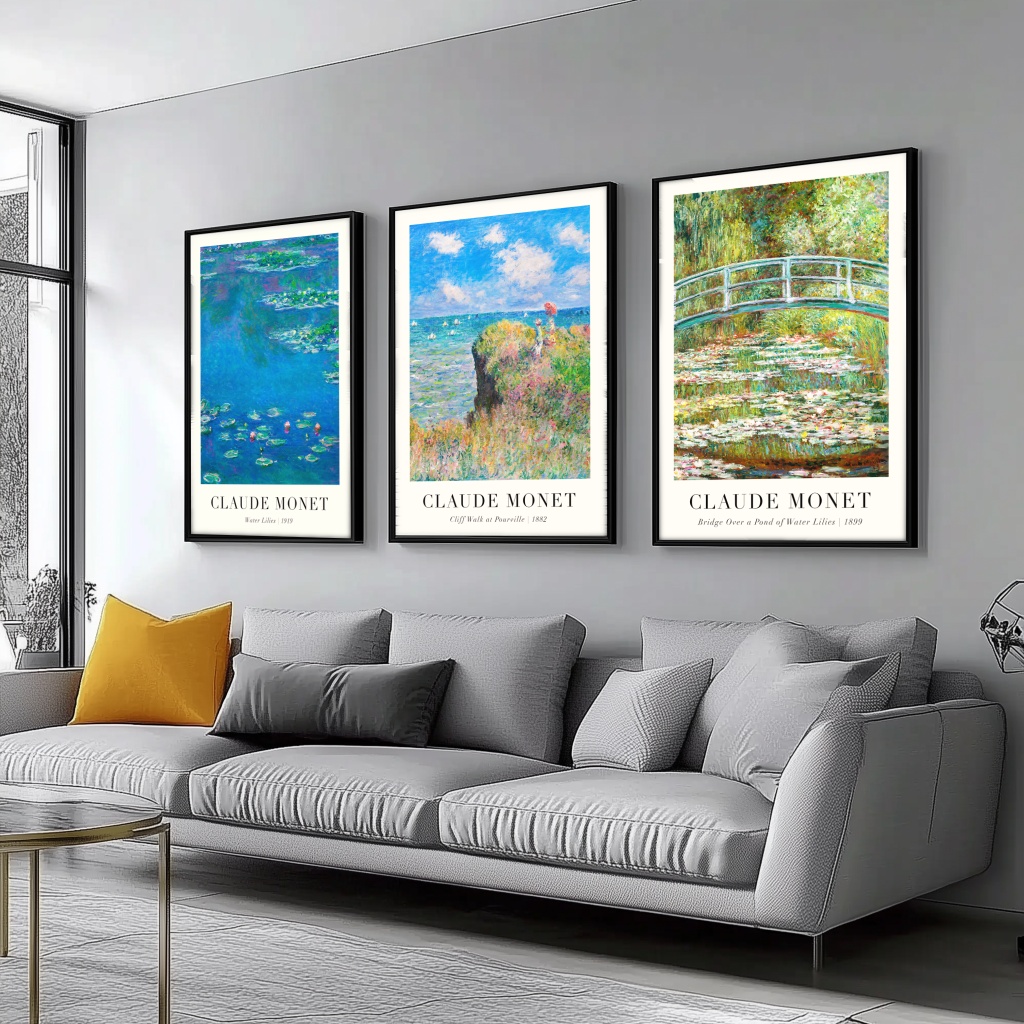 CLAUDE MONET
Water Lilies | 1919
CLAUDE MONET
Cliff Walk at Pourville | 1882
CLAUDE MONET
Bridge Over a Pond of Water Lilies | 1899